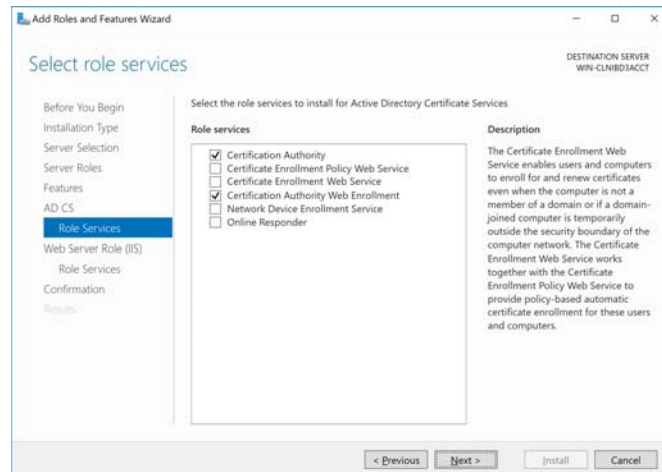 Add Roles and Features Wizard
Select role services
DESTINATION SERVER
WIN-CLNIBD3ACCT
Before You Begin
Installation Type
Server Selection
Server Roles
Features
AD CS
Role Services
Web Server Role (IIS)
Role Services
Confirmation
Results
Select the role services to install for Active Directory Certificate Services
Role services
Certification Authority
Certificate Enrollment Policy Web Service
Certificate Enrollment Web Service
Certification Authority Web Enrollment
Network Device Enrollment Service
Online Responder
Description
The Certificate Enrollment Web
Service enables users and computers
to enroll for and renew certificates
even when the computer is not a
member of a domain or if a domain-
joined computer is temporarily
outside the security boundary of the
computer network. The Certificate
Enrollment Web Service works
together with the Certificate
Enrollment Policy Web Service to
provide policy-based automatic
certificate enrollment for these users
and computers.
< Previous
Next >
Install
Cancel